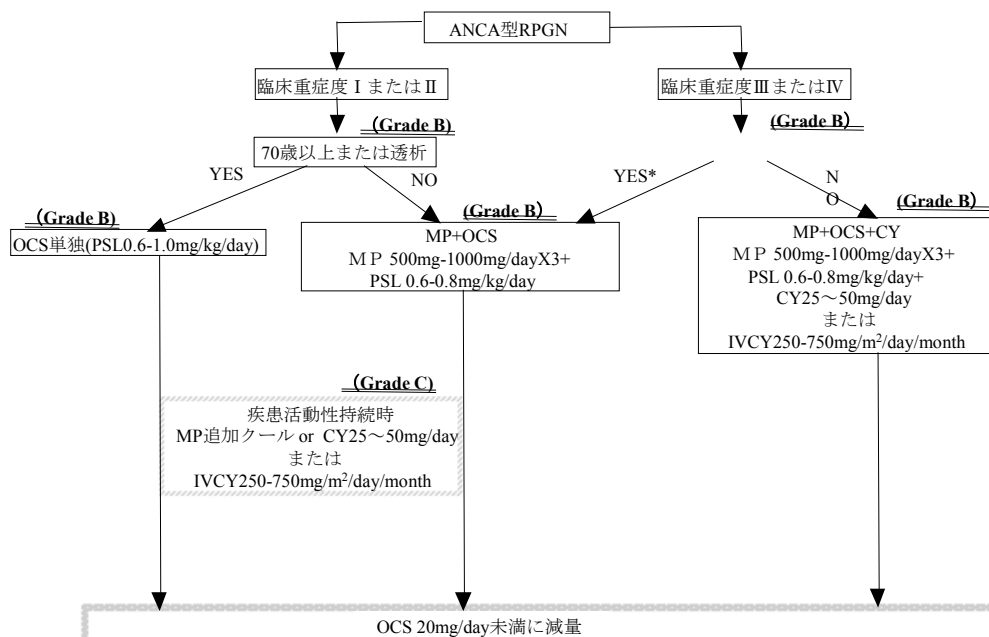 ANCA型RPGN
臨床重症度ⅠまたはⅡ
臨床重症度ⅢまたはⅣ
(Grade B)
(Grade B)
70歳以上または透析
YES
NO
YES*
N
O
(Grade B)
(Grade B)
(Grade B)
OCS単独(PSL0.6-1.0mg/kg/day)
MP+OCS
ＭＰ 500mg-1000mg/dayX3+
PSL 0.6-0.8mg/kg/day
MP+OCS+CY
ＭＰ 500mg-1000mg/dayX3+
PSL 0.6-0.8mg/kg/day+
CY25～50mg/day
または
IVCY250-750mg/m²/day/month
(Grade C)
疾患活動性持続時
MP追加クール or CY25～50mg/day
または
IVCY250-750mg/m²/day/month
OCS 20mg/day未満に減量